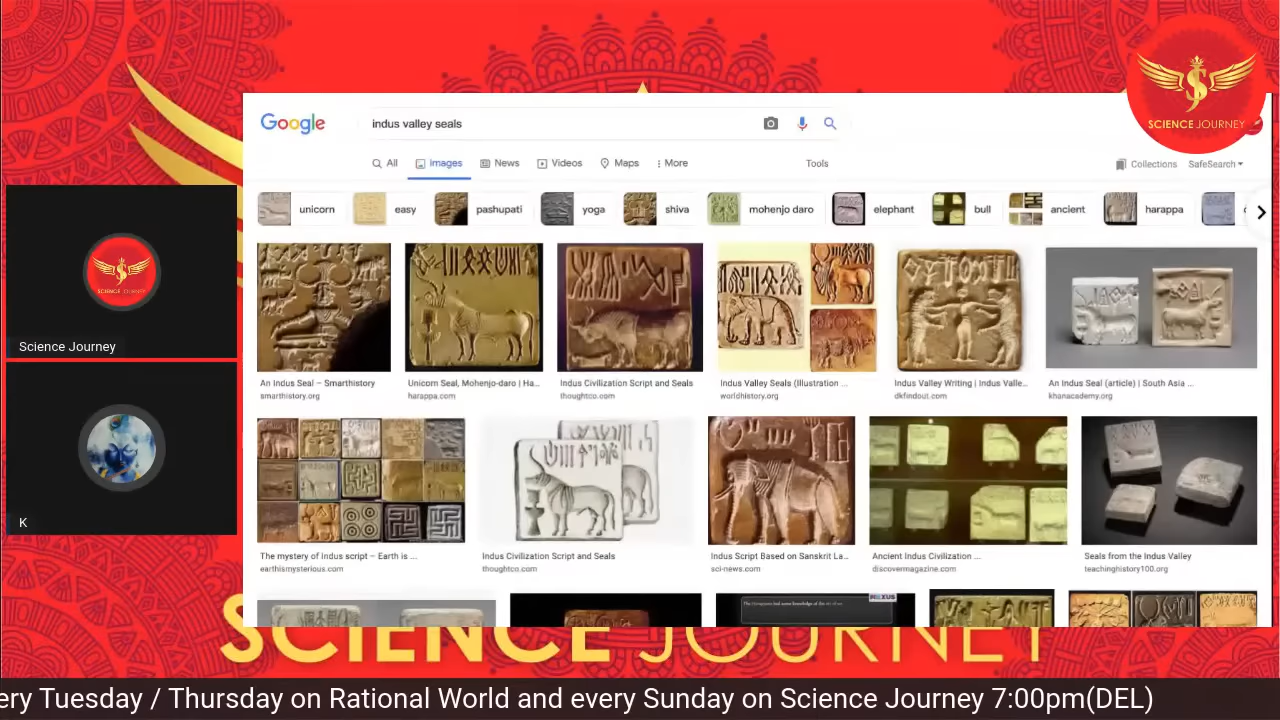 SCIENCE JOURNEY
Google
indus valley seals
All
Images
News
Videos
Maps
More
Tools
Collections
SafeSearch
unicorn
easy
pashupati
yoga
shiva
mohenjo daro
elephant
bull
ancient
harappa
An Indus Seal – Smarthistory
smarthistory.org
Unicorn Seal, Mohenjo-daro | Ha...
harappa.com
Indus Civilization Script and Seals
thoughtco.com
Indus Valley Seals (Illustration ...
worldhistory.org
Indus Valley Writing | Indus Valle...
dkfindout.com
An Indus Seal (article) | South Asia ...
khanacademy.org
Science Journey
K
The mystery of Indus script – Earth is ...
earthismysterious.com
Indus Civilization Script and Seals
thoughtco.com
Indus Script Based on Sanskrit La...
sci-news.com
Ancient Indus Civilization ...
discovermagazine.com
Seals from the Indus Valley
teachinghistory100.org
NEXUS
SCIENCE JOURNEY
ery Tuesday / Thursday on Rational World and every Sunday on Science Journey 7:00pm(DEL)